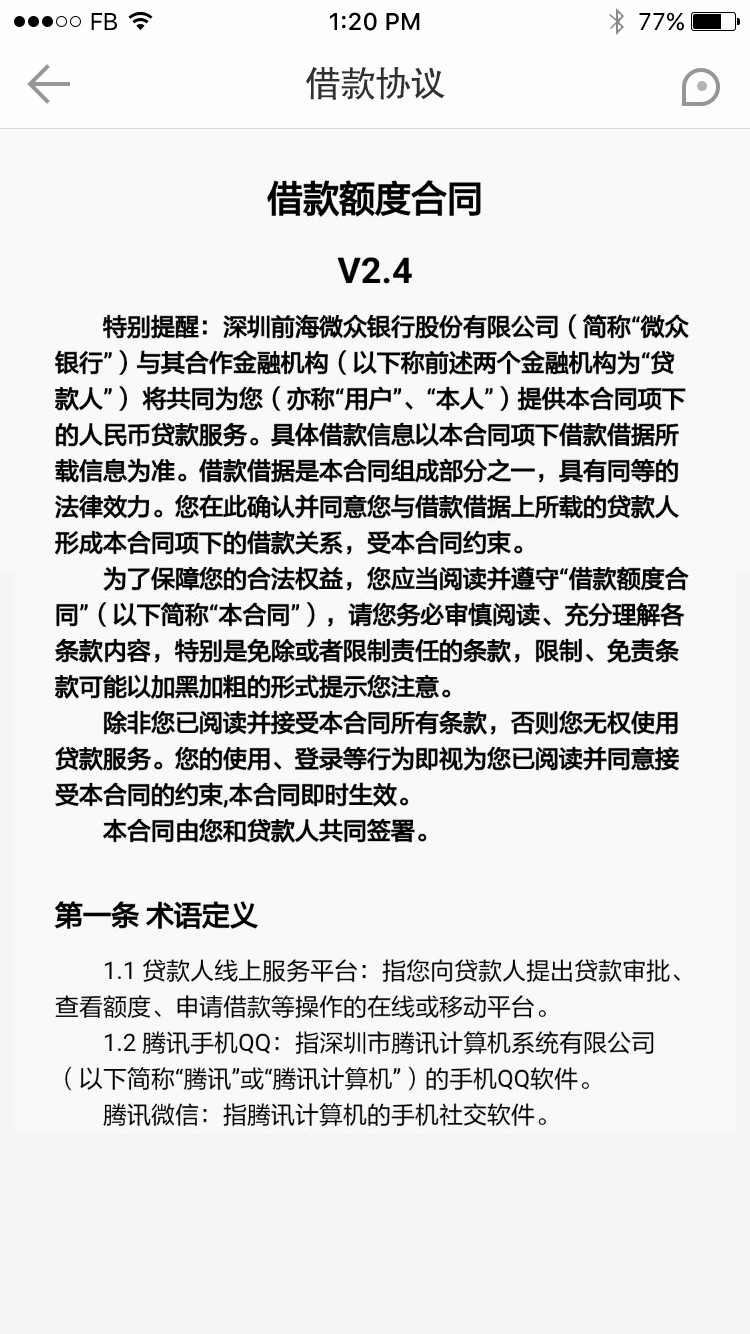 FB 1:20 PM 77%
借款协议
借款额度合同
V2.4
特别提醒：深圳前海微众银行股份有限公司（简称“微众
银行”）与其合作金融机构（以下称前述两个金融机构为“贷
款人”） 将共同为您（亦称“用户”、“本人”）提供本合同项下
的人民币贷款服务。具体借款信息以本合同项下借款借据所
载信息为准。借款借据是本合同组成部分之一，具有同等的
法律效力。您在此确认并同意您与借款借据上所载的贷款人
形成本合同项下的借款关系，受本合同约束。
为了保障您的合法权益，您应当阅读并遵守“借款额度合
同”（以下简称“本合同”），请您务必审慎阅读、充分理解各
条款内容，特别是免除或者限制责任的条款，限制、免责条
款可能以加黑加粗的形式提示您注意。
除非您已阅读并接受本合同所有条款，否则您无权使用
贷款服务。您的使用、登录等行为即视为您已阅读并同意接
受本合同的约束,本合同即时生效。
本合同由您和贷款人共同签署。
第一条 术语定义
1.1 贷款人线上服务平台：指您向贷款人提出贷款审批、
查看额度、申请借款等操作的在线或移动平台。
1.2 腾讯手机QQ：指深圳市腾讯计算机系统有限公司
（以下简称“腾讯”或“腾讯计算机”）的手机QQ软件。
腾讯微信：指腾讯计算机的手机社交软件。